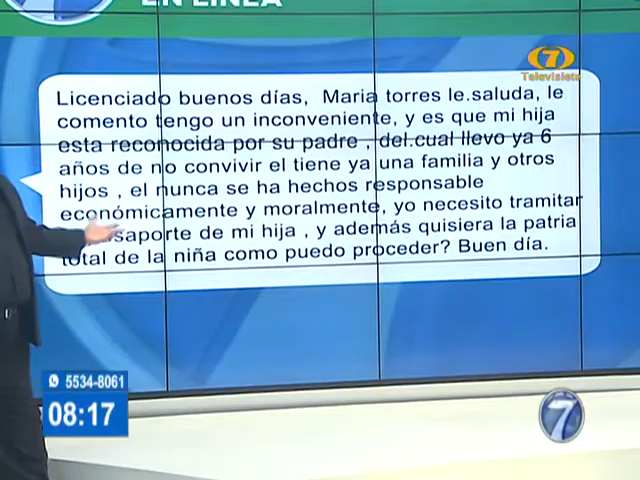 EN LINEA
7
Televisiete
Licenciado buenos días, Maria torres le.saluda, le
comento tengo un inconveniente, y es que mi hija
esta reconocida por su padre , del.cual llevo ya 6
años de no convivir el tiene ya una familia y otros
hijos , el nunca se ha hechos responsable
económicamente y moralmente, yo necesito tramitar
saporte de mi hija , y además quisiera la patria
total de la niña como puedo proceder? Buen día.
5534-8061
08:17
7